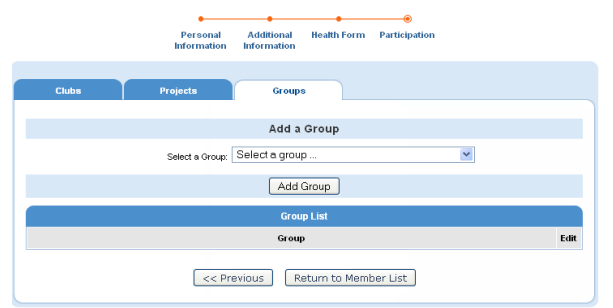 Personal Information
Additional Information
Health Form
Participation
Clubs
Projects
Groups
Add a Group
Select a Group: Select a group ...
Add Group
Group List
Group Edit
<< Previous Return to Member List